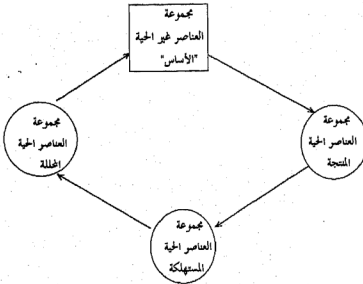 مجموعة
العناصر غير الحية
"الأساس"
مجموعة
العناصر الحية
المنتجة
مجموعة
العناصر الحية
المستهلكة
مجموعة
العناصر الحية
المحللة